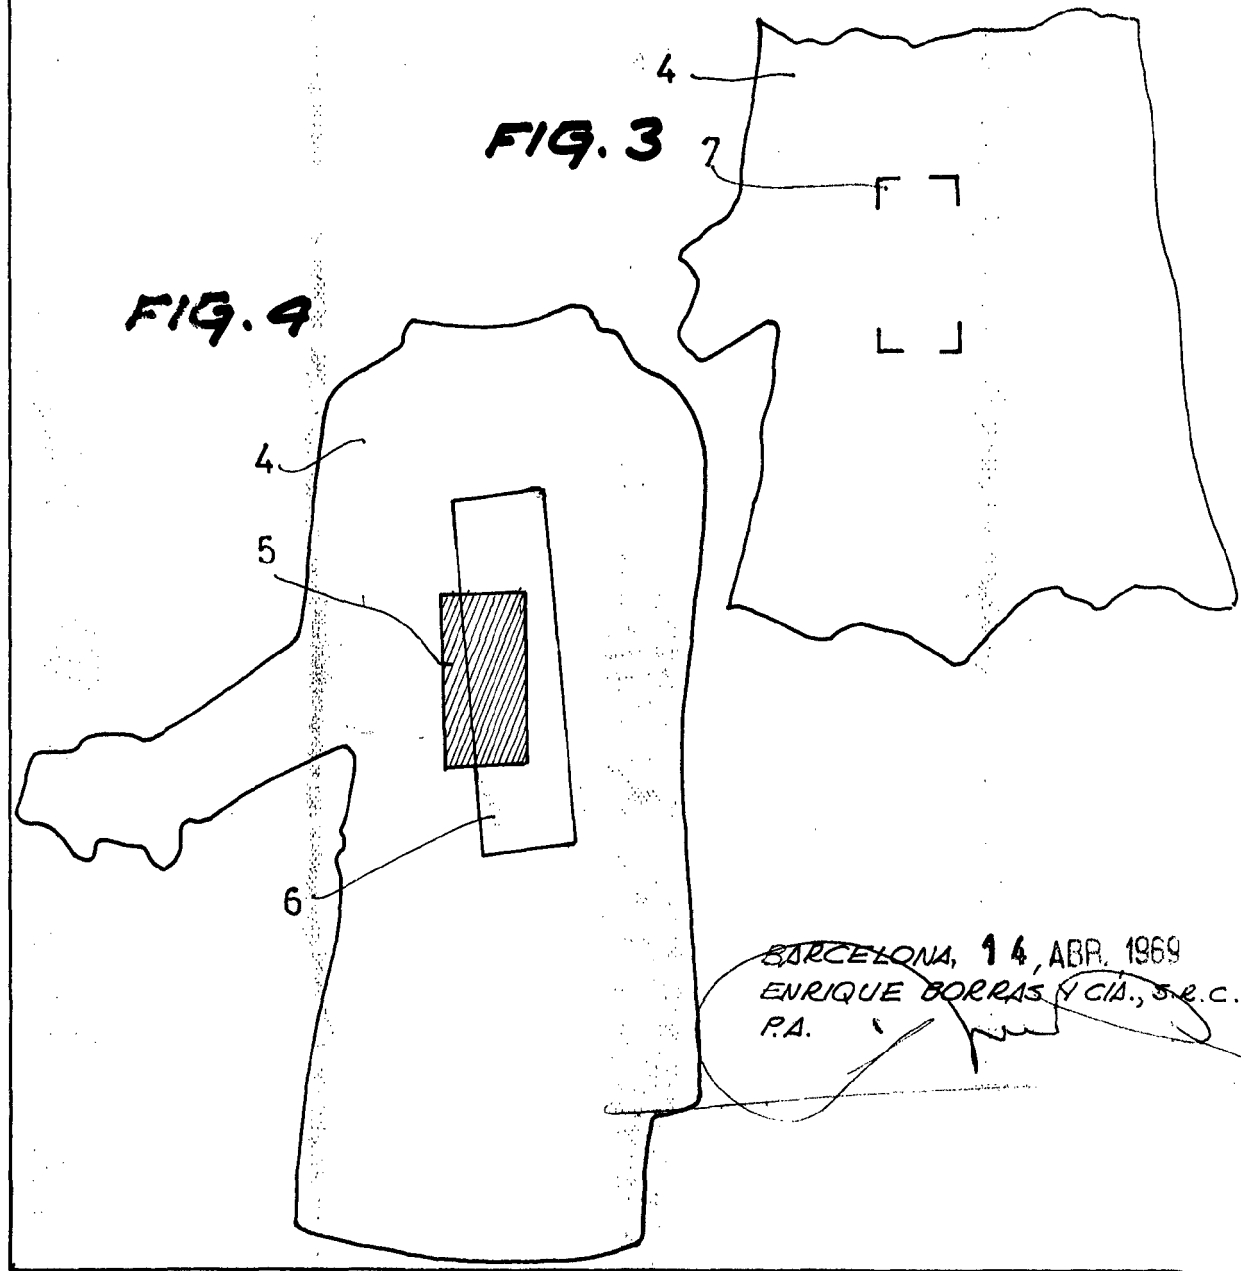 4
FIG. 3
7
FIG. 4
4
5
6
BARCELONA, 14, ABR. 1969
ENRIQUE BORRAS Y CIA., S.R.C.
P.A.